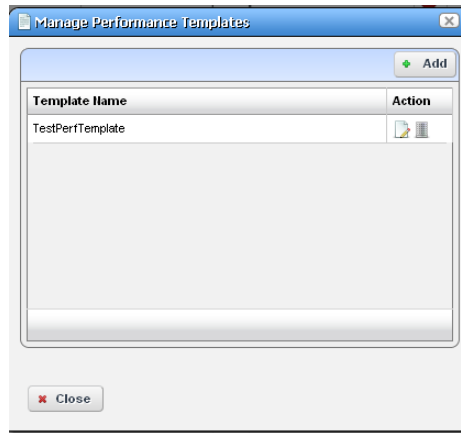 Manage Performance Templates
Add
Template Name Action
TestPerfTemplate
Close